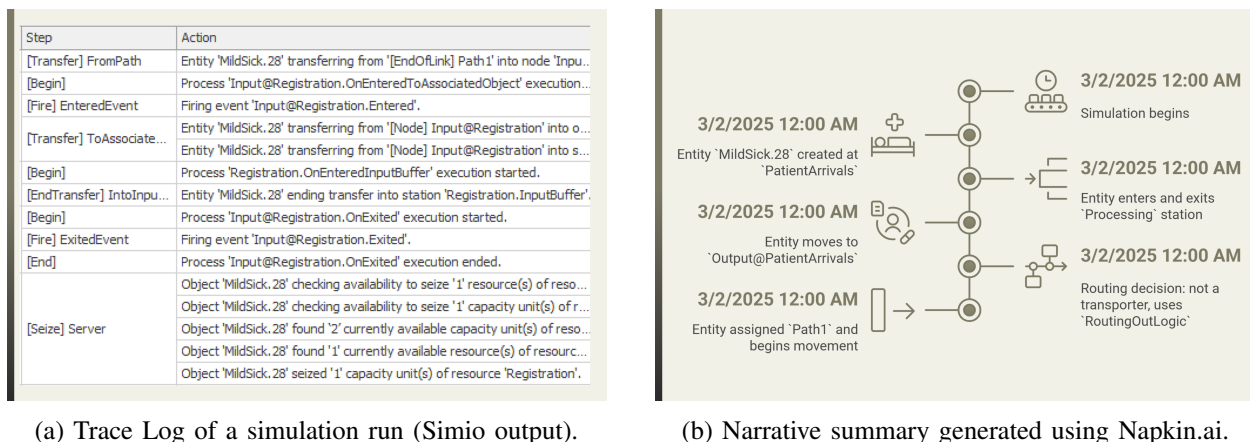 Step Action
[Transfer] FromPath Entity 'MildSick.28' transferring from '[EndOfLink] Path1' into node 'Inpu...
[Begin] Process 'Input@Registration.OnEnteredToAssociatedObject' execution...
[Fire] EnteredEvent Firing event 'Input@Registration.Entered'.
[Transfer] ToAssociate... Entity 'MildSick.28' transferring from '[Node] Input@Registration' into o...
Entity 'MildSick.28' transferring from '[Node] Input@Registration' into s...
[Begin] Process 'Registration.OnEnteredInputBuffer' execution started.
[EndTransfer] IntoInpu... Entity 'MildSick.28' ending transfer into station 'Registration.InputBuffer'.
[Begin] Process 'Input@Registration.OnExited' execution started.
[Fire] ExitedEvent Firing event 'Input@Registration.Exited'.
[End] Process 'Input@Registration.OnExited' execution ended.
[Seize] Server Object 'MildSick.28' checking availability to seize '1' resource(s) of reso...
Object 'MildSick.28' checking availability to seize '1' capacity unit(s) of r...
Object 'MildSick.28' found '2' currently available capacity unit(s) of reso...
Object 'MildSick.28' found '1' currently available resource(s) of resourc...
Object 'MildSick.28' seized '1' capacity unit(s) of resource 'Registration'.
(a) Trace Log of a simulation run (Simio output).
3/2/2025 12:00 AM
Simulation begins
3/2/2025 12:00 AM
Entity `MildSick.28` created at
`PatientArrivals`
3/2/2025 12:00 AM
Entity enters and exits
`Processing` station
3/2/2025 12:00 AM
Entity moves to
`Output@PatientArrivals`
3/2/2025 12:00 AM
Routing decision: not a
transporter, uses
`RoutingOutLogic`
3/2/2025 12:00 AM
Entity assigned `Path1` and
begins movement
(b) Narrative summary generated using Napkin.ai.